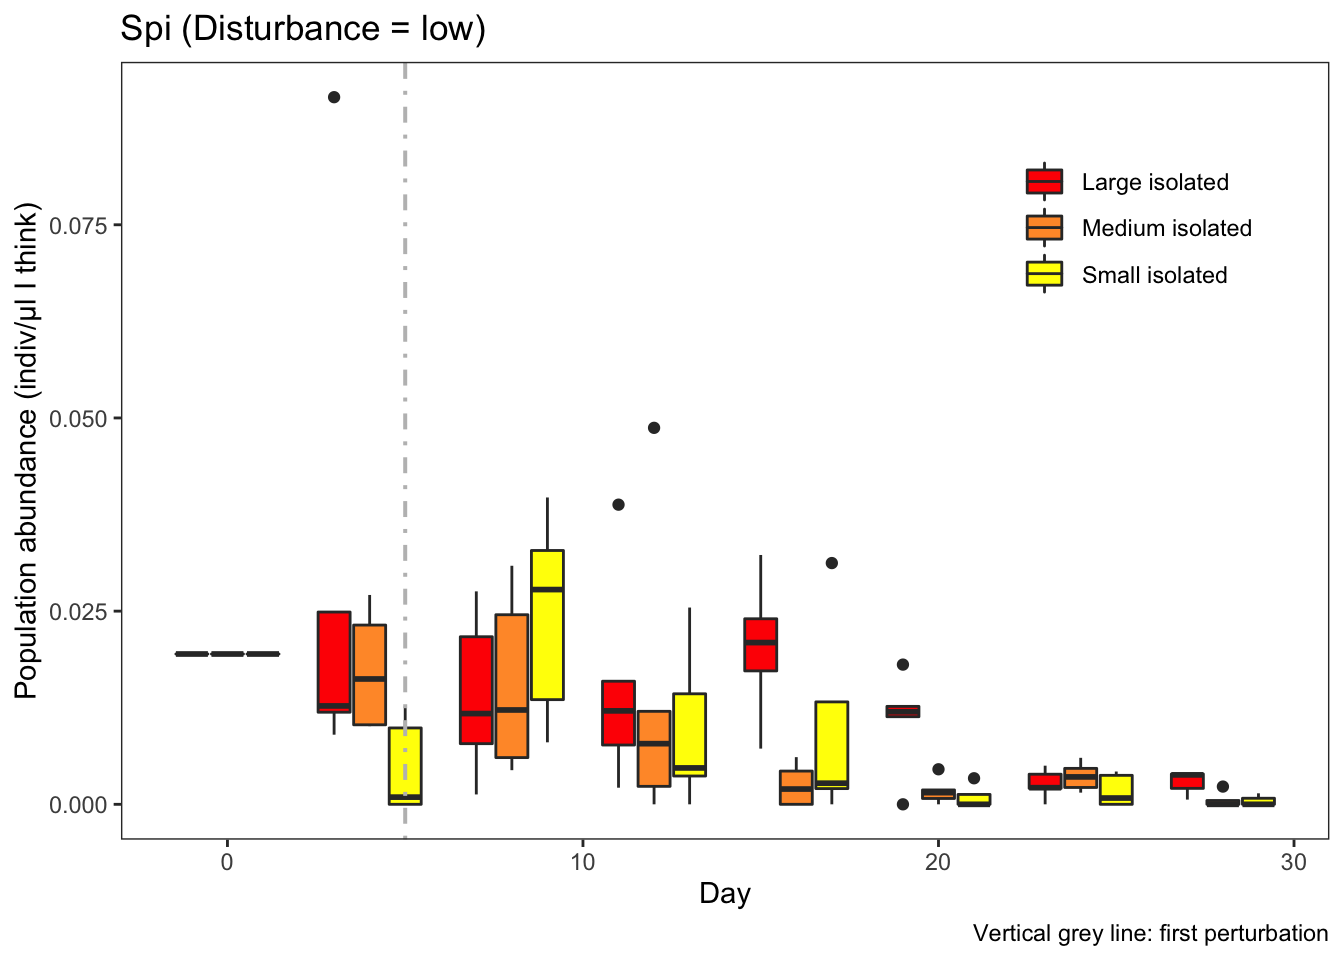 Spi (Disturbance = low)
Population abundance (indiv/μl I think)
0.075
0.050
0.025
0.000
Large isolated
Medium isolated
Small isolated
0
10
20
30
Day
Vertical grey line: first perturbation